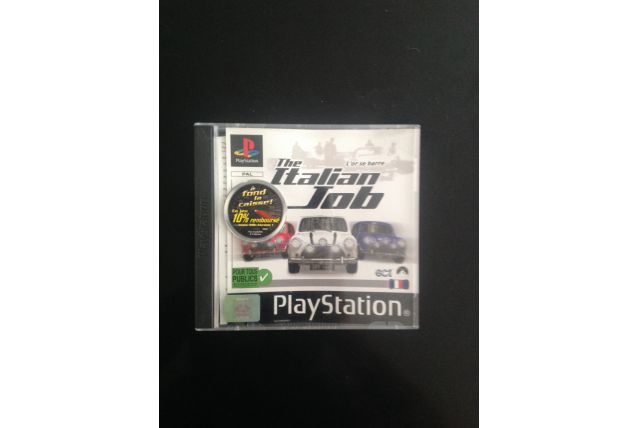 PlayStation
PAL
L'or se barre
The
Italian
Job
à
fond
la
caisse!
10% remboursé
POUR TOUS
PUBLICS
SCi
PlayStation
PlayStation